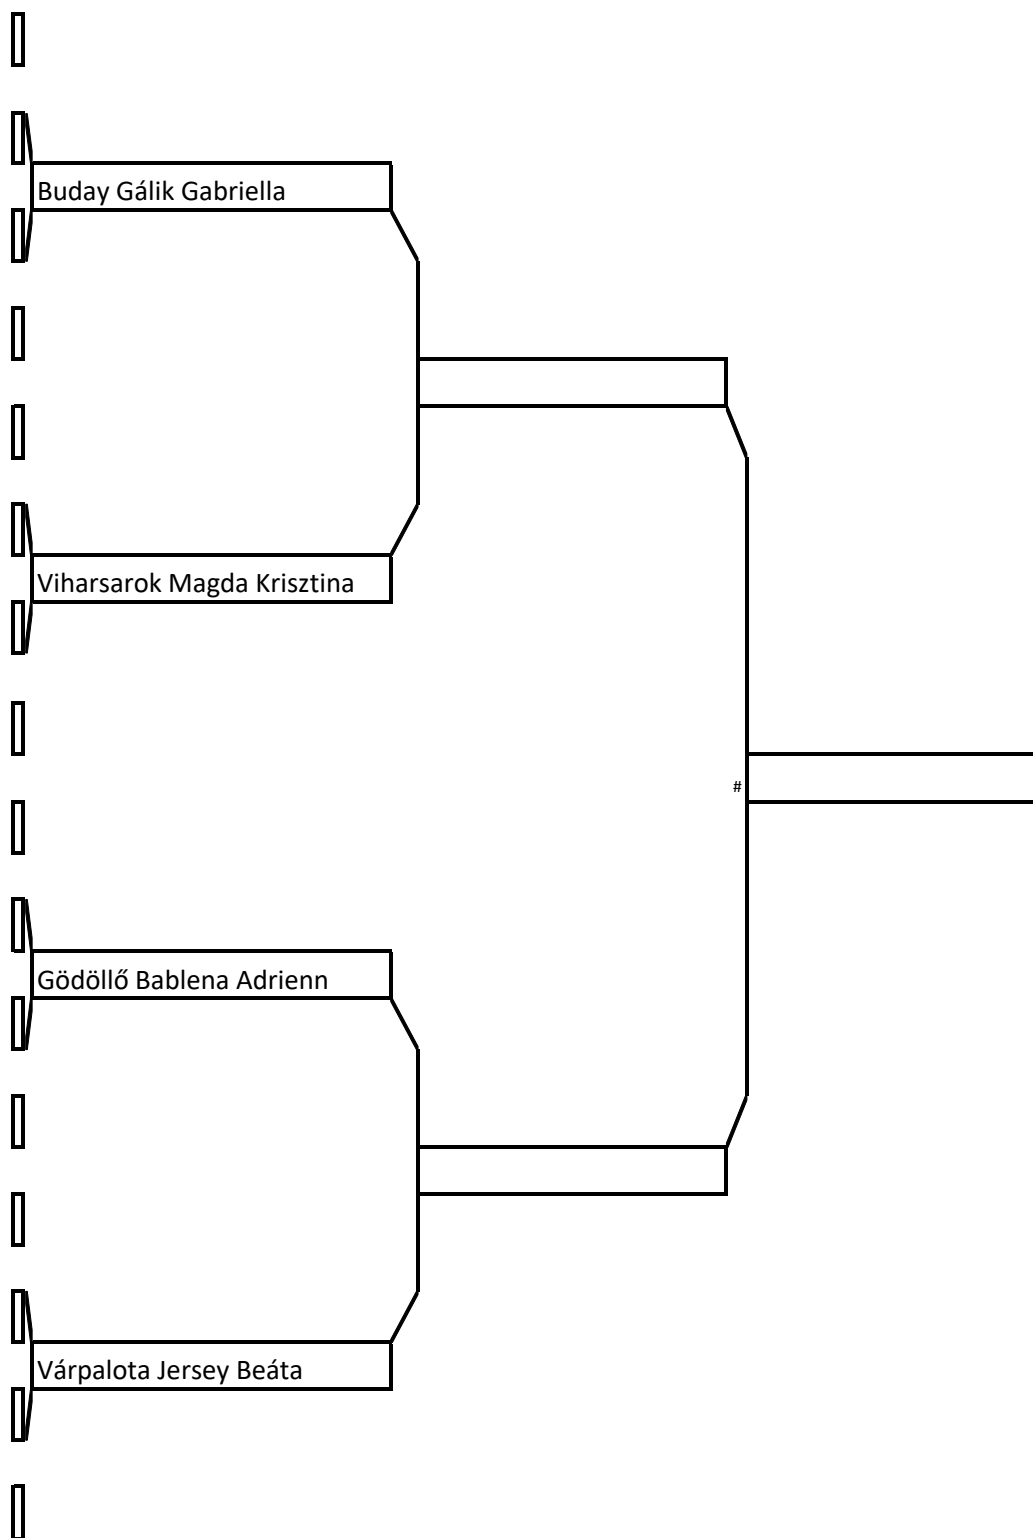 Buday Gálik Gabriella
Viharsarok Magda Krisztina
#
Gödöllő Bablena Adrienn
Várpalota Jersey Beáta